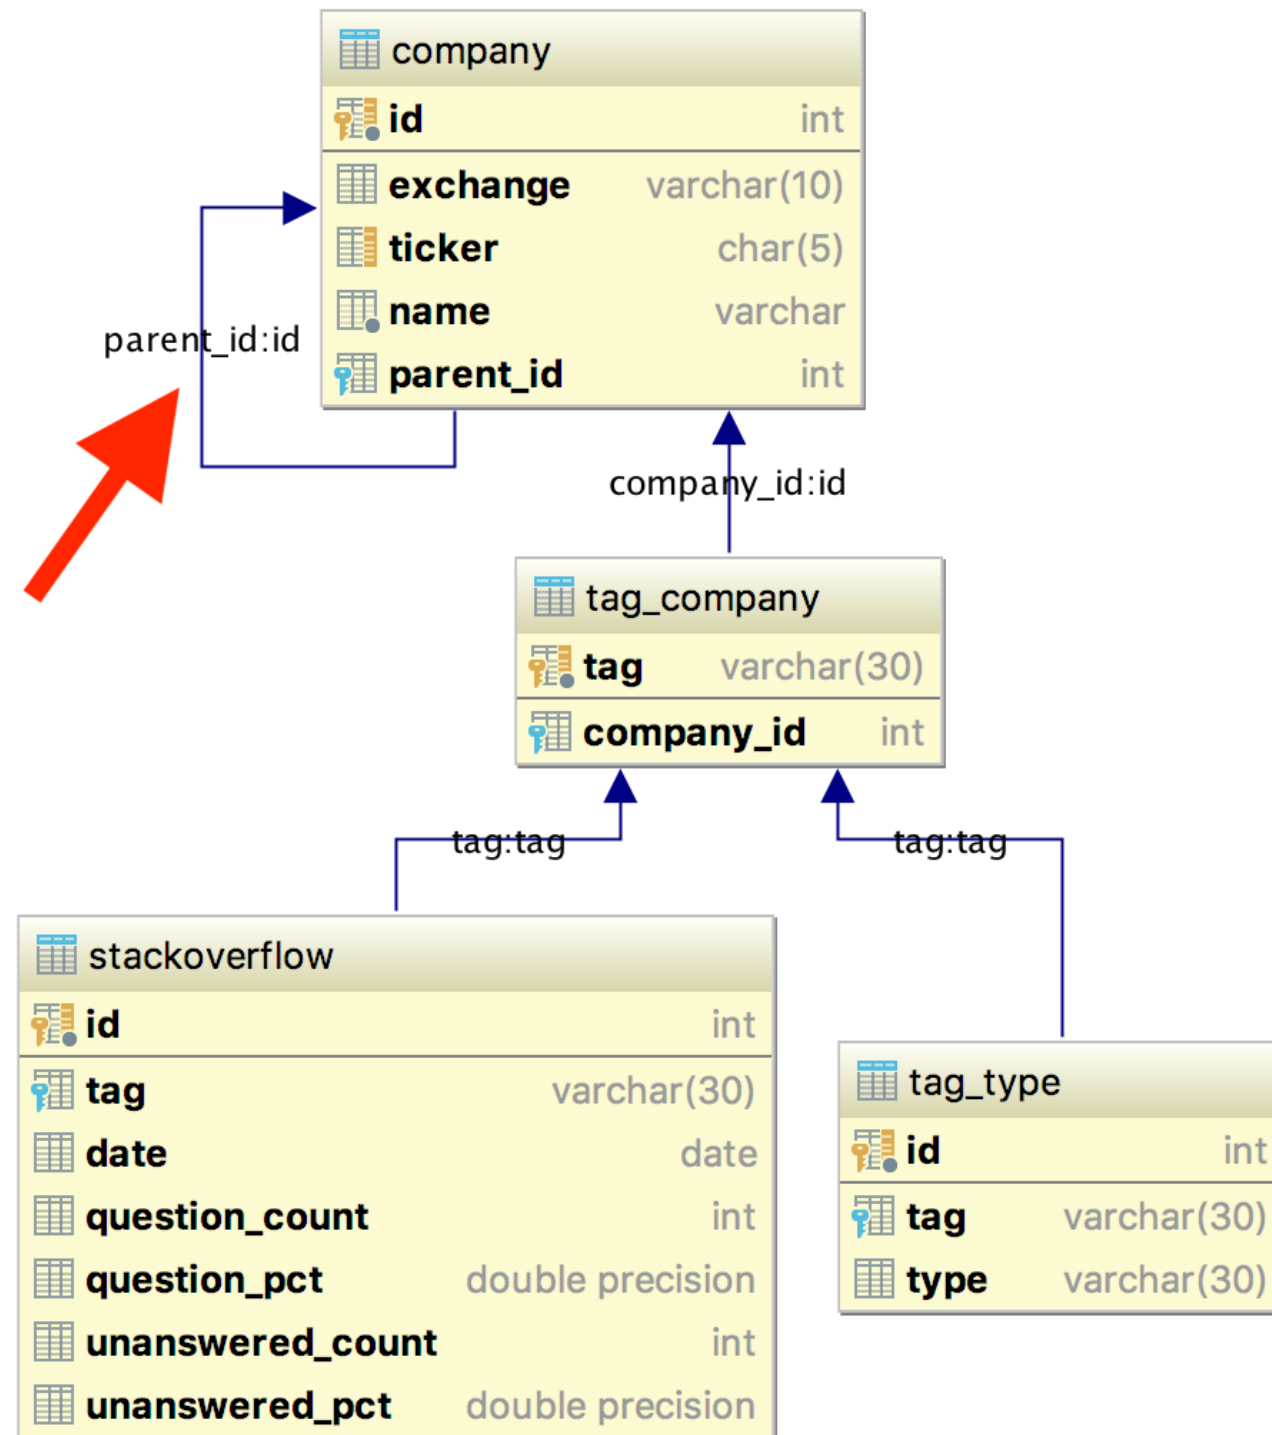 company
id int
exchange varchar(10)
ticker char(5)
name varchar
parent_id int
parent_id:id
company_id:id
tag_company
tag varchar(30)
company_id int
tag:tag
tag:tag
stackoverflow
id int
tag varchar(30)
date date
question_count int
question_pct double precision
unanswered_count int
unanswered_pct double precision
tag_type
id int
tag varchar(30)
type varchar(30)